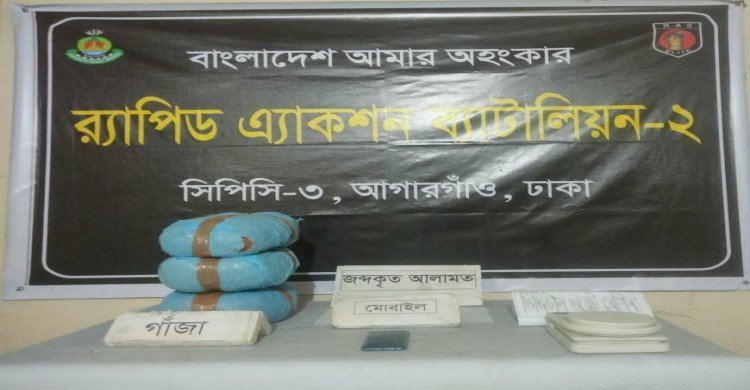 বাংলাদেশ আমার অহংকার
র‍্যাপিড এ্যাকশন ব্যাটালিয়ন-২
সিপিসি-৩, আগারগাঁও, ঢাকা
জব্দকৃত আলামত
গাঁজা
মোবাইল